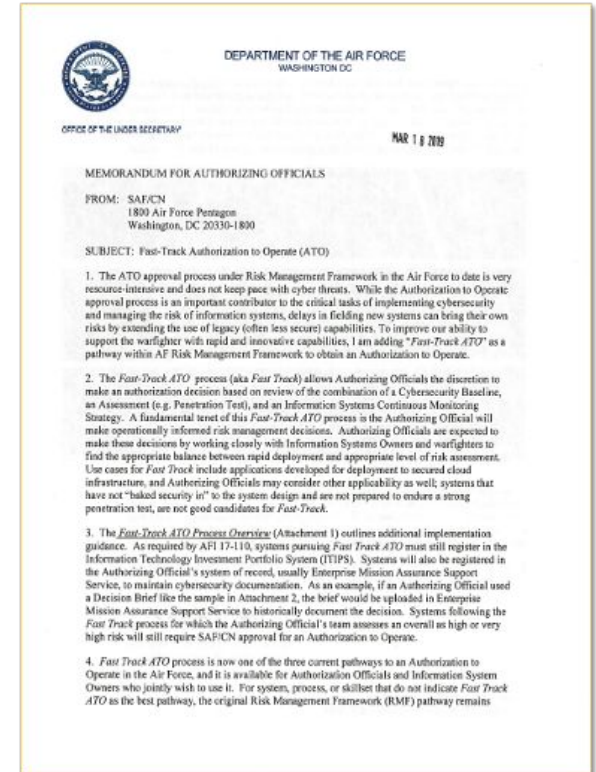 DEPARTMENT OF THE AIR FORCE
WASHINGTON DC
OFFICE OF THE UNDER SECRETARY
MAR 18 2019
MEMORANDUM FOR AUTHORIZING OFFICIALS
FROM: SAF/CN
1800 Air Force Pentagon
Washington, DC 20330-1800
SUBJECT: Fast-Track Authorization to Operate (ATO)
1. The ATO approval process under Risk Management Framework in the Air Force to date is very
resource-intensive and does not keep pace with cyber threats. While the Authorization to Operate
approval process is an important contributor to the critical tasks of implementing cybersecurity
and managing the risk of information systems, delays in fielding new systems can bring their own
risks by extending the use of legacy (often less secure) capabilities. To improve our ability to
support the warfighter with rapid and innovative capabilities, I am adding "Fast-Track ATO" as a
pathway within AF Risk Management Framework to obtain an Authorization to Operate.
2. The Fast-Track ATO process (aka Fast Track) allows Authorizing Officials the discretion to
make an authorization decision based on review of the combination of a Cybersecurity Baseline,
an Assessment (e.g. Penetration Test), and an Information Systems Continuous Monitoring
Strategy. A fundamental tenet of this Fast-Track ATO process is the Authorizing Official will
make operationally informed risk management decisions. Authorizing Officials are expected to
make these decisions by working closely with Information Systems Owners and warfighters to
find the appropriate balance between rapid deployment and appropriate level of risk assessment.
Use cases for Fast Track include applications developed for deployment to secured cloud
infrastructure, and Authorizing Officials may consider other applicability as well; systems that
have not "baked security in" to the system design and are not prepared to endure a strong
penetration test, are not good candidates for Fast-Track.
3. The Fast-Track ATO Process Overview (Attachment 1) outlines additional implementation
guidance. As required by AFI 17-110, systems pursuing Fast Track ATO must still register in the
Information Technology Investment Portfolio System (ITIPS). Systems will also be registered in
the Authorizing Official's system of record, usually Enterprise Mission Assurance Support
Service, to maintain cybersecurity documentation. As an example, if an Authorizing Official used
a Decision Brief like the sample in Attachment 2, the brief would be uploaded in Enterprise
Mission Assurance Support Service to historically document the decision. Systems following the
Fast Track process for which the Authorizing Official's team assesses an overall as high or very
high risk will still require SAF/CN approval for an Authorization to Operate.
4. Fast Track ATO process is now one of the three current pathways to an Authorization to
Operate in the Air Force, and it is available for Authorization Officials and Information System
Owners who jointly wish to use it. For system, process, or skillset that do not indicate Fast Track
ATO as the best pathway, the original Risk Management Framework (RMF) pathway remains